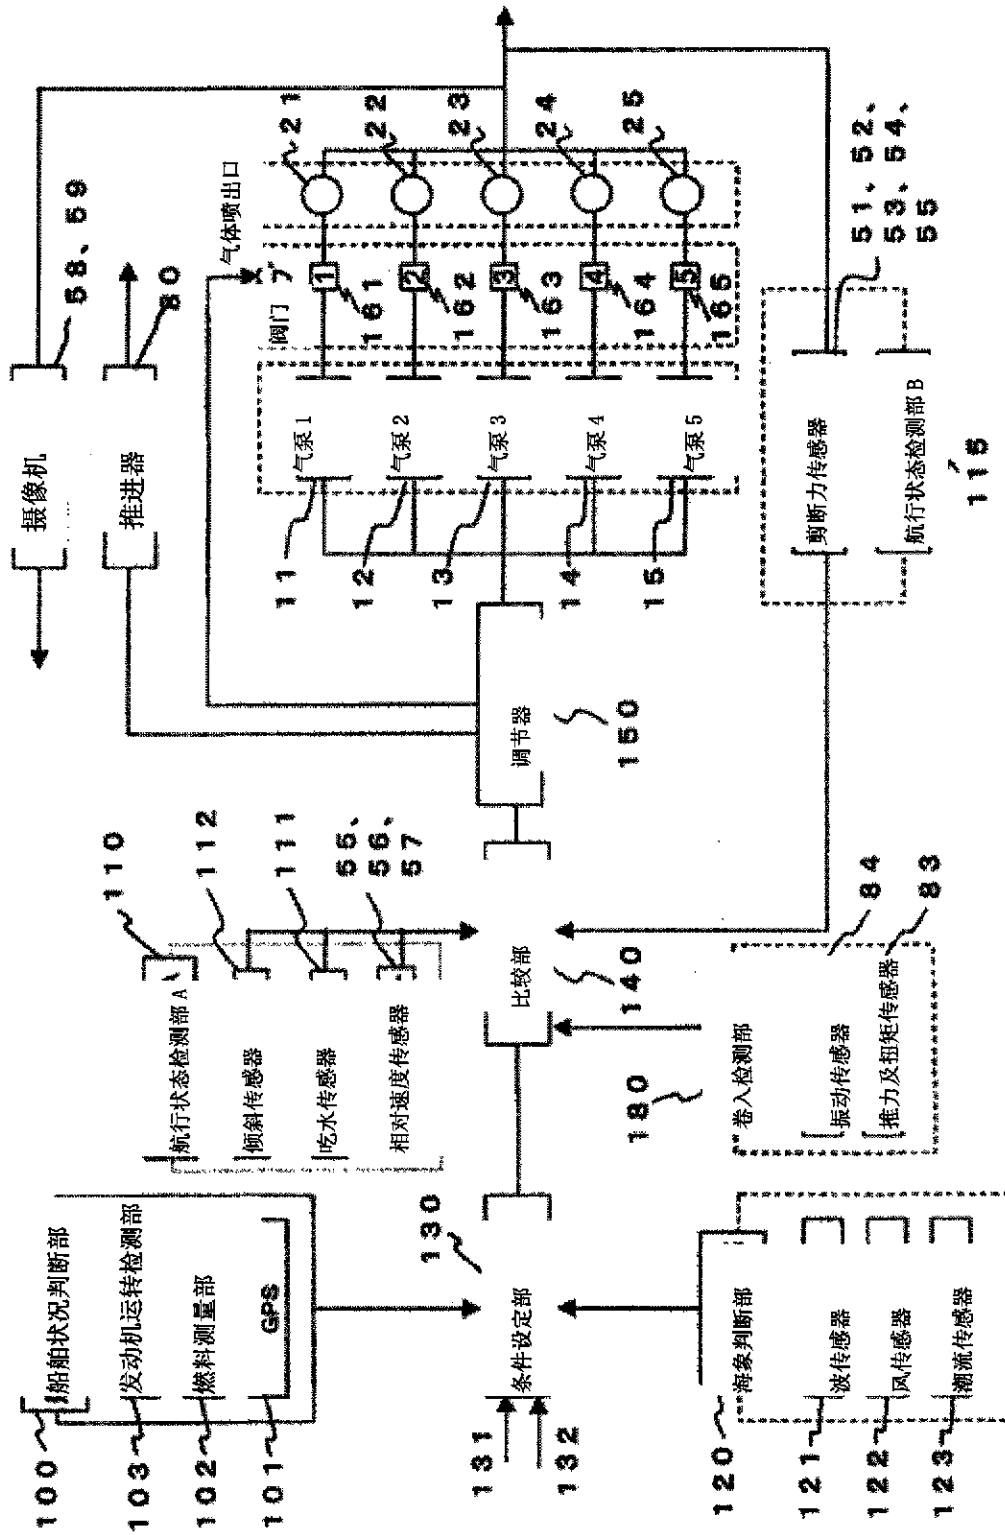 100
船舶状况判断部
103
发动机运转检测部
102
燃料测量部
101
GPS
110
航行状态检测部 A
112
倾斜传感器
111
吃水传感器
55、
56、
57
相对速度传感器
摄像机
58、59
推进器
80
131
132
条件设定部
130
比较部
140
调节器
150
11
气泵 1
12
气泵 2
13
气泵 3
14
气泵 4
15
气泵 5
阀门
7
1
161
2
162
3
163
4
164
5
165
气体喷出口
21
22
23
24
25
120
海象判断部
121
波传感器
122
风传感器
123
潮流传感器
180
卷入检测部
振动传感器
84
推力及扭矩传感器
83
剪断力传感器
51、52、
53、54、
55
航行状态检测部 B
115